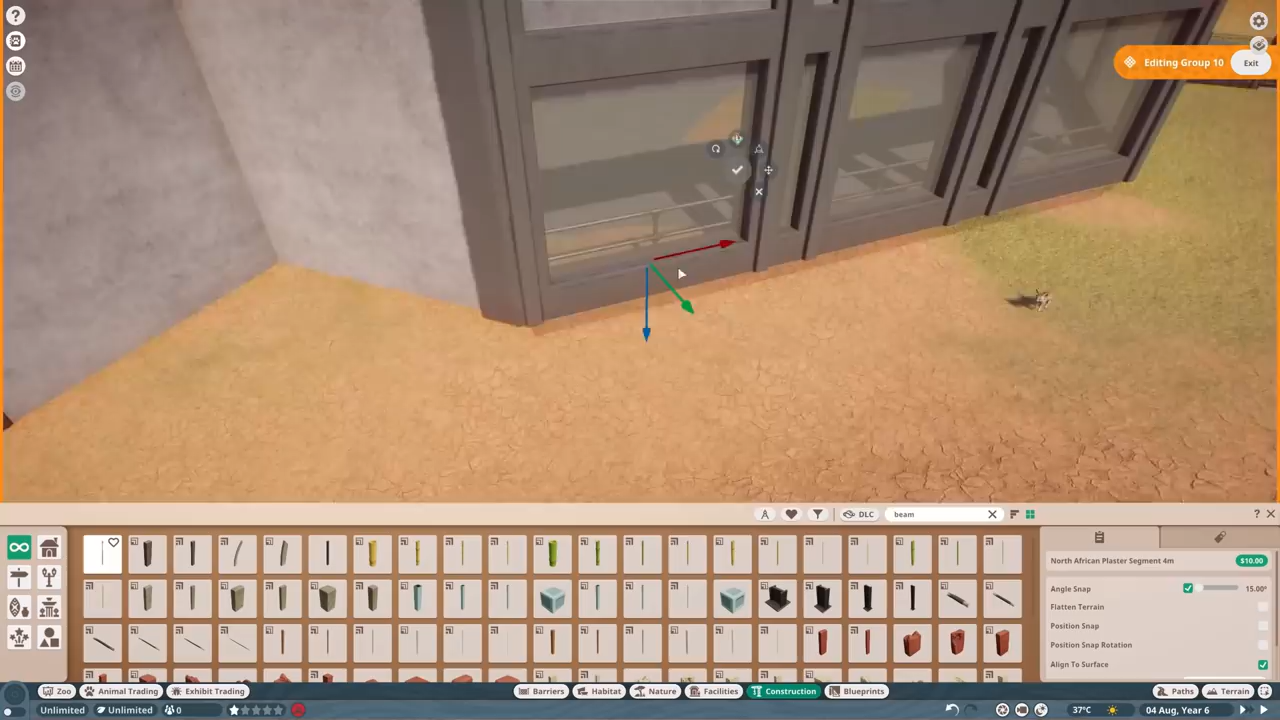 Editing Group 10
Exit
DLC
beam
North African Plaster Segment 4m
$10.00
Angle Snap
15.00°
Flatten Terrain
Position Snap
Position Snap Rotation
Align To Surface
Zoo
Animal Trading
Exhibit Trading
Barriers
Habitat
Nature
Facilities
Construction
Blueprints
Paths
Terrain
Unlimited
Unlimited
0
37°C
04 Aug, Year 6